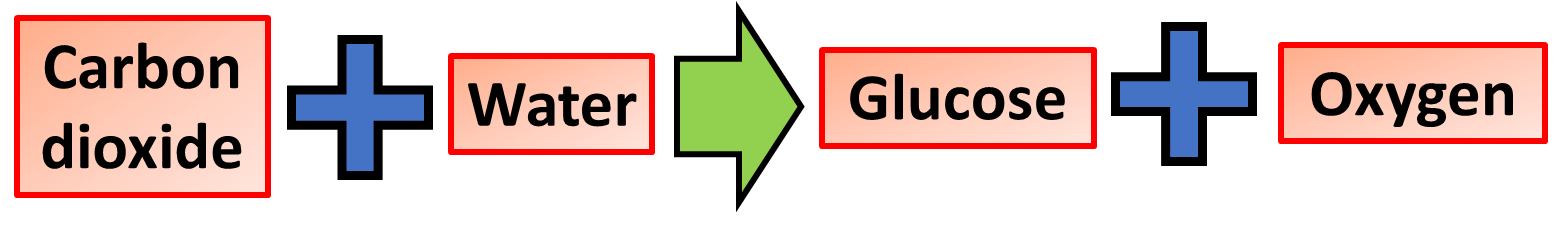 Carbon
dioxide
Water
Glucose
Oxygen